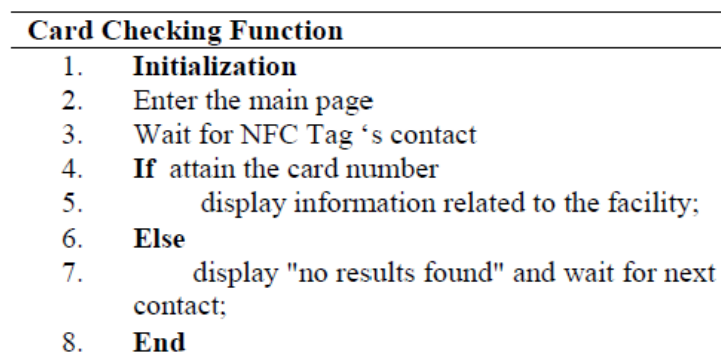 Card Checking Function
1. Initialization
2. Enter the main page
3. Wait for NFC Tag ‘s contact
4. If attain the card number
5. display information related to the facility;
6. Else
7. display "no results found" and wait for next
contact;
8. End